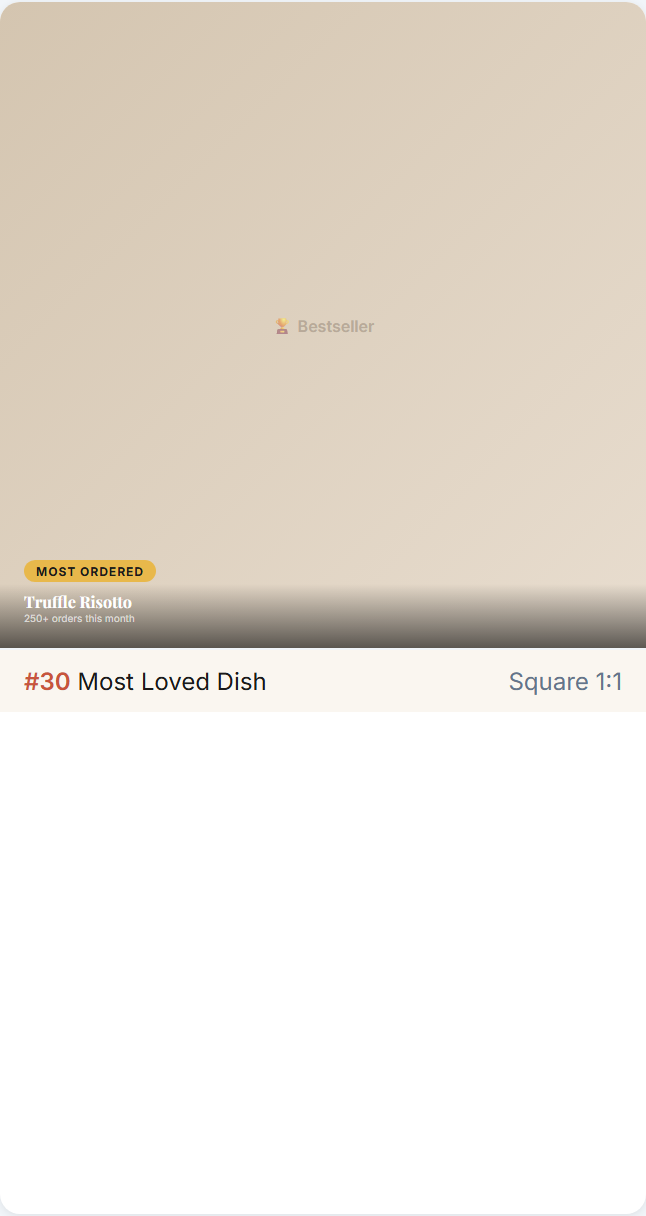 🏆 Bestseller
MOST ORDERED
Truffle Risotto
250+ orders this month
#30 Most Loved Dish
Square 1:1